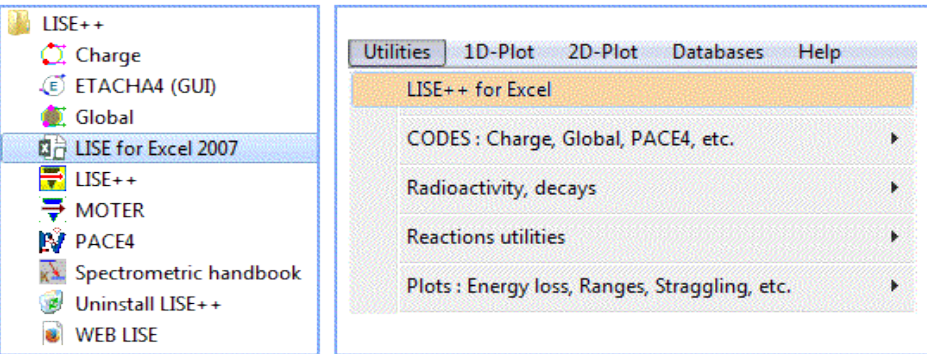 LISE++
Charge
ETACHA4 (GUI)
Global
LISE for Excel 2007
LISE++
MOTER
PACE4
Spectrometric handbook
Uninstall LISE++
WEB LISE
Utilities 1D-Plot 2D-Plot Databases Help
LISE++ for Excel
CODES : Charge, Global, PACE4, etc.
Radioactivity, decays
Reactions utilities
Plots : Energy loss, Ranges, Straggling, etc.